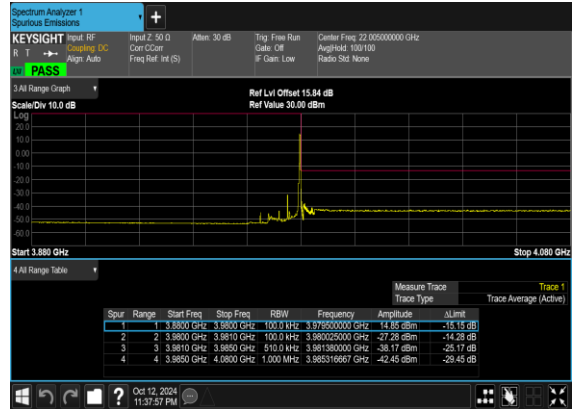 Spectrum Analyzer 1
Spurious Emissions
+
KEYSIGHT Input: RF Input Z: 50 Ω Atten: 30 dB Trig: Free Run Center Freq: 22.005000000 GHz
R T Coupling: DC Corr CCorr Gate: Off Avg|Hold: 100/100
Align: Auto Freq Ref: Int (S) IF Gain: Low Radio Std: None
LW PASS
3 All Range Graph
Ref Lvl Offset 15.84 dB
Scale/Div 10.0 dB Ref Value 30.00 dBm
Log
20.0
10.0
0.00
-10.0
-20.0
-30.0
-40.0
-50.0
-60.0
Start 3.880 GHz Stop 4.080 GHz
4 All Range Table
Measure Trace Trace 1
Trace Type Trace Average (Active)
Spur Range Start Freq Stop Freq RBW Frequency Amplitude ΔLimit
1 1 3.8800 GHz 3.9800 GHz 100.0 kHz 3.979500000 GHz 14.85 dBm -15.15 dB
2 2 3.9800 GHz 3.9810 GHz 100.0 kHz 3.980025000 GHz -27.28 dBm -14.28 dB
3 3 3.9810 GHz 3.9850 GHz 510.0 kHz 3.981380000 GHz -38.17 dBm -25.17 dB
4 4 3.9850 GHz 4.0800 GHz 1.000 MHz 3.985316667 GHz -42.45 dBm -29.45 dB
? Oct 12, 2024
11:37:57 PM